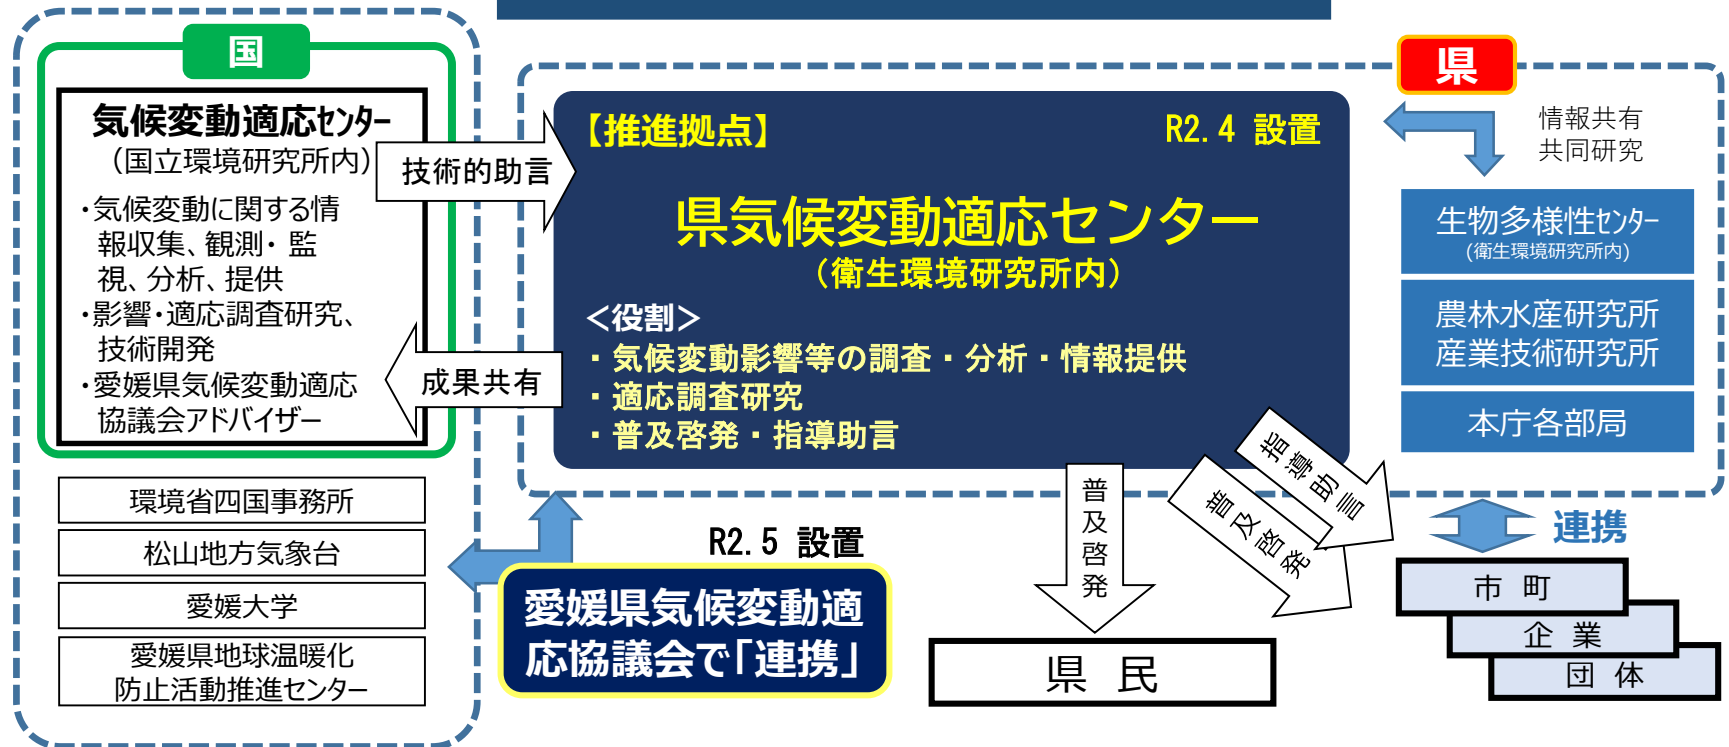 国
気候変動適応ｾﾝﾀｰ
（国立環境研究所内）
・気候変動に関する情
報収集、観測・ 監
視、分析、提供
・影響・適応調査研究、
技術開発
・愛媛県気候変動適応
協議会アドバイザー
環境省四国事務所
松山地方気象台
愛媛大学
愛媛県地球温暖化
防止活動推進センター
技術的助言
成果共有
【推進拠点】
R2.4 設置
県気候変動適応センター
（衛生環境研究所内）
＜役割＞
・気候変動影響等の調査・分析・情報提供
・適応調査研究
・普及啓発・指導助言
県
情報共有
共同研究
生物多様性ｾﾝﾀｰ
(衛生環境研究所内)
農林水産研究所
産業技術研究所
本庁各部局
R2.5 設置
愛媛県気候変動適
応協議会で「連携」
普及啓発
普及啓発
指導助言
連携
県 民
市 町
企 業
団 体